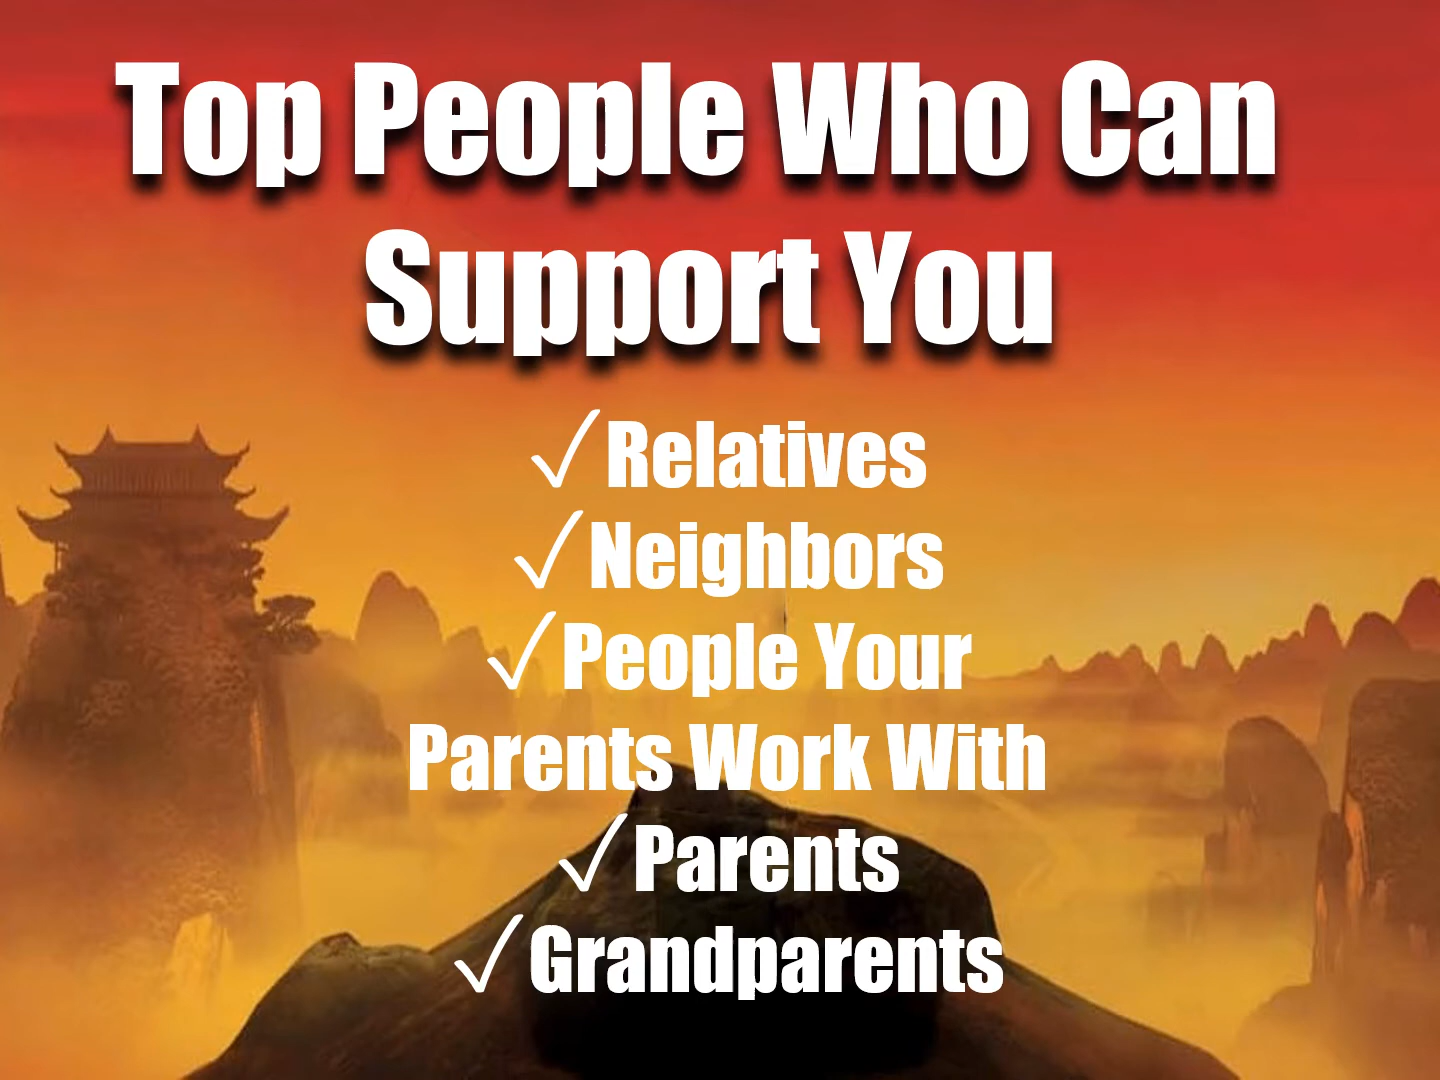 Top People Who Can
Support You
✓Relatives
✓Neighbors
✓People Your
Parents Work With
✓Parents
✓Grandparents